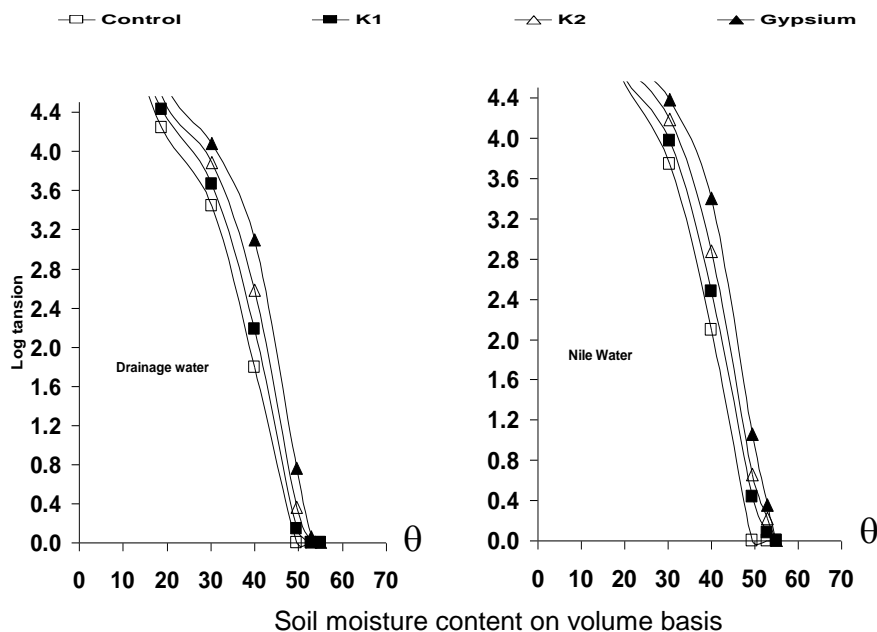 Control K1 K2 Gypsium
4.4
4.0
3.6
3.2
2.8
2.4
2.0
1.6
1.2
0.8
0.4
0.0
Log tansion
Drainage water
θ
0 10 20 30 40 50 60 70
4.4
4.0
3.6
3.2
2.8
2.4
2.0
1.6
1.2
0.8
0.4
0.0
Nile Water
θ
0 10 20 30 40 50 60 70
Soil moisture content on volume basis